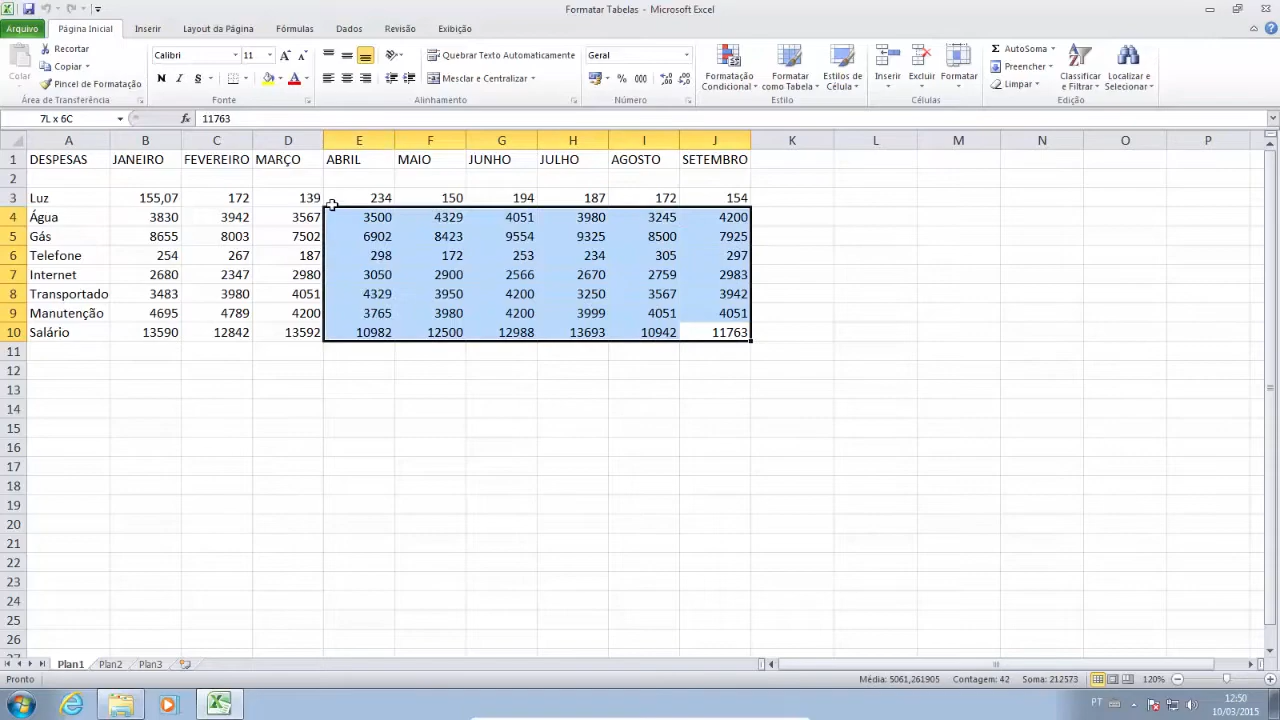 Formatar Tabelas - Microsoft Excel
Arquivo Página Inicial Inserir Layout da Página Fórmulas Dados Revisão Exibição
Colar Recortar Copiar Pincel de Formatação
Calibri 11
N I S A
Quebrar Texto Automaticamente
Mesclar e Centralizar
Geral
% 000
Formatação Condicional Formatar como Tabela Estilos de Célula
Inserir Excluir Formatar
Σ AutoSoma Preencher Limpar
Classificar e Filtrar Localizar e Selecionar
Área de Transferência Fonte Alinhamento Número Estilo Células Edição
7L x 6C fx 11763
A B C D E F G H I J K L M N O P
1 DESPESAS JANEIRO FEVEREIRO MARÇO ABRIL MAIO JUNHO JULHO AGOSTO SETEMBRO
2
3 Luz 155,07 172 139 234 150 194 187 172 154
4 Água 3830 3942 3567 3500 4329 4051 3980 3245 4200
5 Gás 8655 8003 7502 6902 8423 9554 9325 8500 7925
6 Telefone 254 267 187 298 172 253 234 305 297
7 Internet 2680 2347 2980 3050 2900 2566 2670 2759 2983
8 Transportado 3483 3980 4051 4329 3950 4200 3250 3567 3942
9 Manutenção 4695 4789 4200 3765 3980 4200 3999 4051 4051
10 Salário 13590 12842 13592 10982 12500 12988 13693 10942 11763
11
12
13
14
15
16
17
18
19
20
21
22
23
24
25
26
Plan1 Plan2 Plan3
Pronto Média: 5061,261905 Contagem: 42 Soma: 212573 120%
PT 12:50
10/03/2015